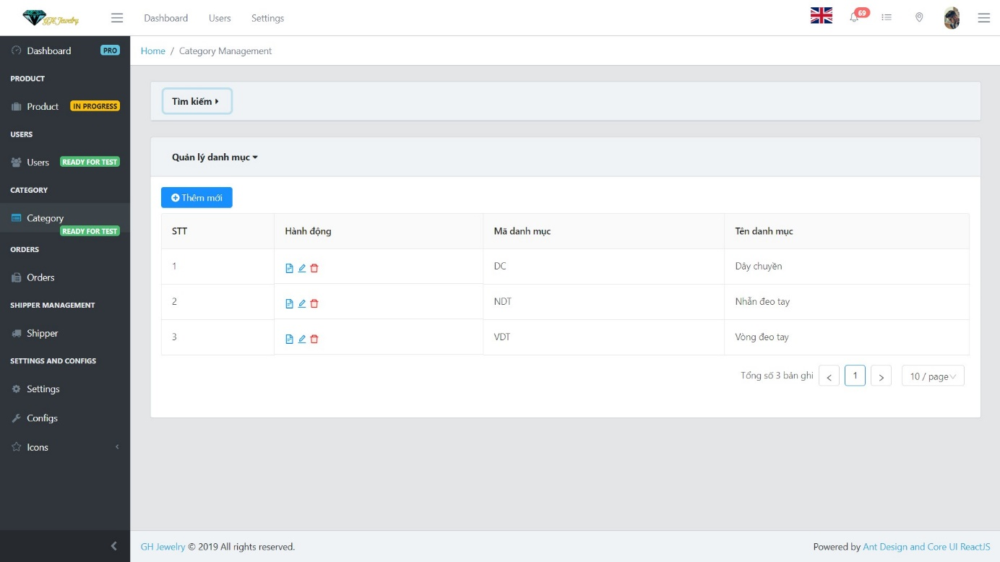 GH Jewelry
Dashboard
Users
Settings
69
Dashboard PRO
Home / Category Management
PRODUCT
Product IN PROGRESS
USERS
Users READY FOR TEST
CATEGORY
Category
READY FOR TEST
ORDERS
Orders
SHIPPER MANAGEMENT
Shipper
SETTINGS AND CONFIGS
Settings
Configs
Icons
Tìm kiếm
Quản lý danh mục
Thêm mới
STT Hành động Mã danh mục Tên danh mục
1 DC Dây chuyền
2 NDT Nhẫn đeo tay
3 VDT Vòng đeo tay
Tổng số 3 bản ghi < 1 > 10 / page
GH Jewelry © 2019 All rights reserved.
Powered by Ant Design and Core UI ReactJS